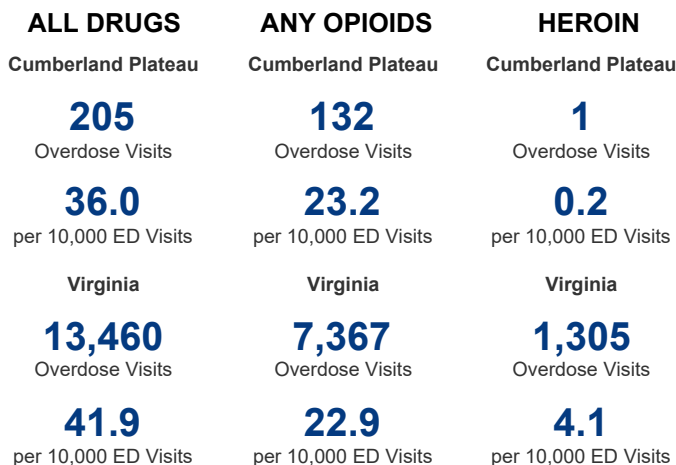 ALL DRUGS
Cumberland Plateau
205
Overdose Visits
36.0
per 10,000 ED Visits
Virginia
13,460
Overdose Visits
41.9
per 10,000 ED Visits
ANY OPIOIDS
Cumberland Plateau
132
Overdose Visits
23.2
per 10,000 ED Visits
Virginia
7,367
Overdose Visits
22.9
per 10,000 ED Visits
HEROIN
Cumberland Plateau
1
Overdose Visits
0.2
per 10,000 ED Visits
Virginia
1,305
Overdose Visits
4.1
per 10,000 ED Visits